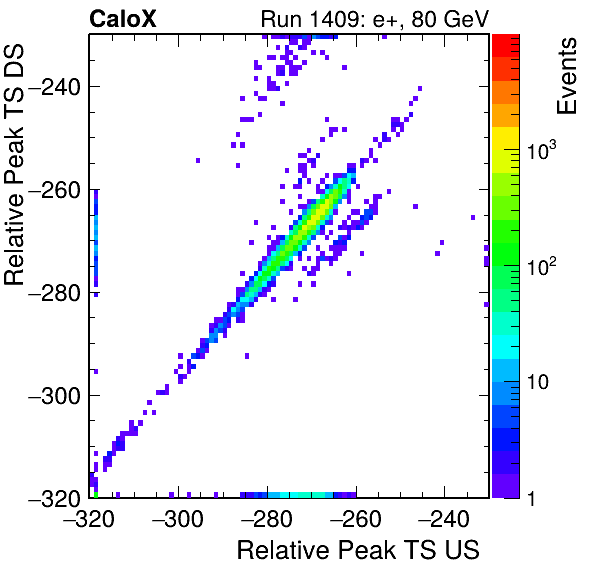 CaloX Run 1409: e+, 80 GeV
Relative Peak TS DS
−240
−260
−280
−300
−320
−320 −300 −280 −260 −240
Relative Peak TS US
Events
10³
10²
10
1